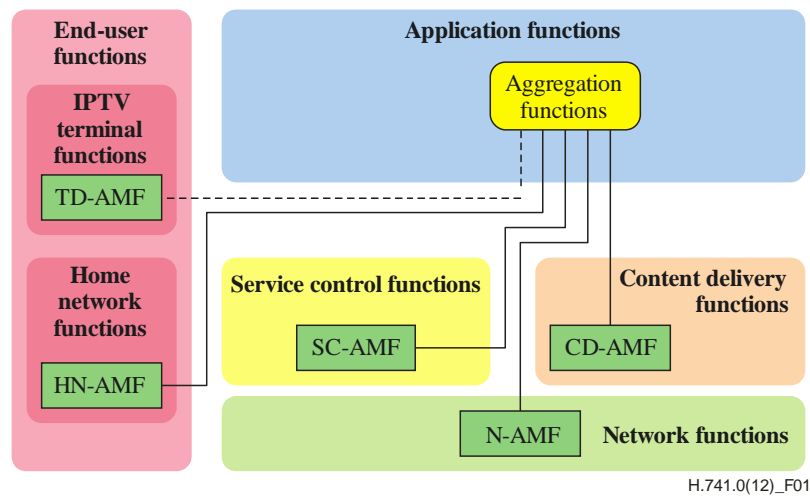 End-user
functions
IPTV
terminal
functions
TD-AMF
Home
network
functions
HN-AMF
Application functions
Aggregation
functions
Service control functions
SC-AMF
Content delivery
functions
CD-AMF
N-AMF
Network functions
H.741.0(12)_F01